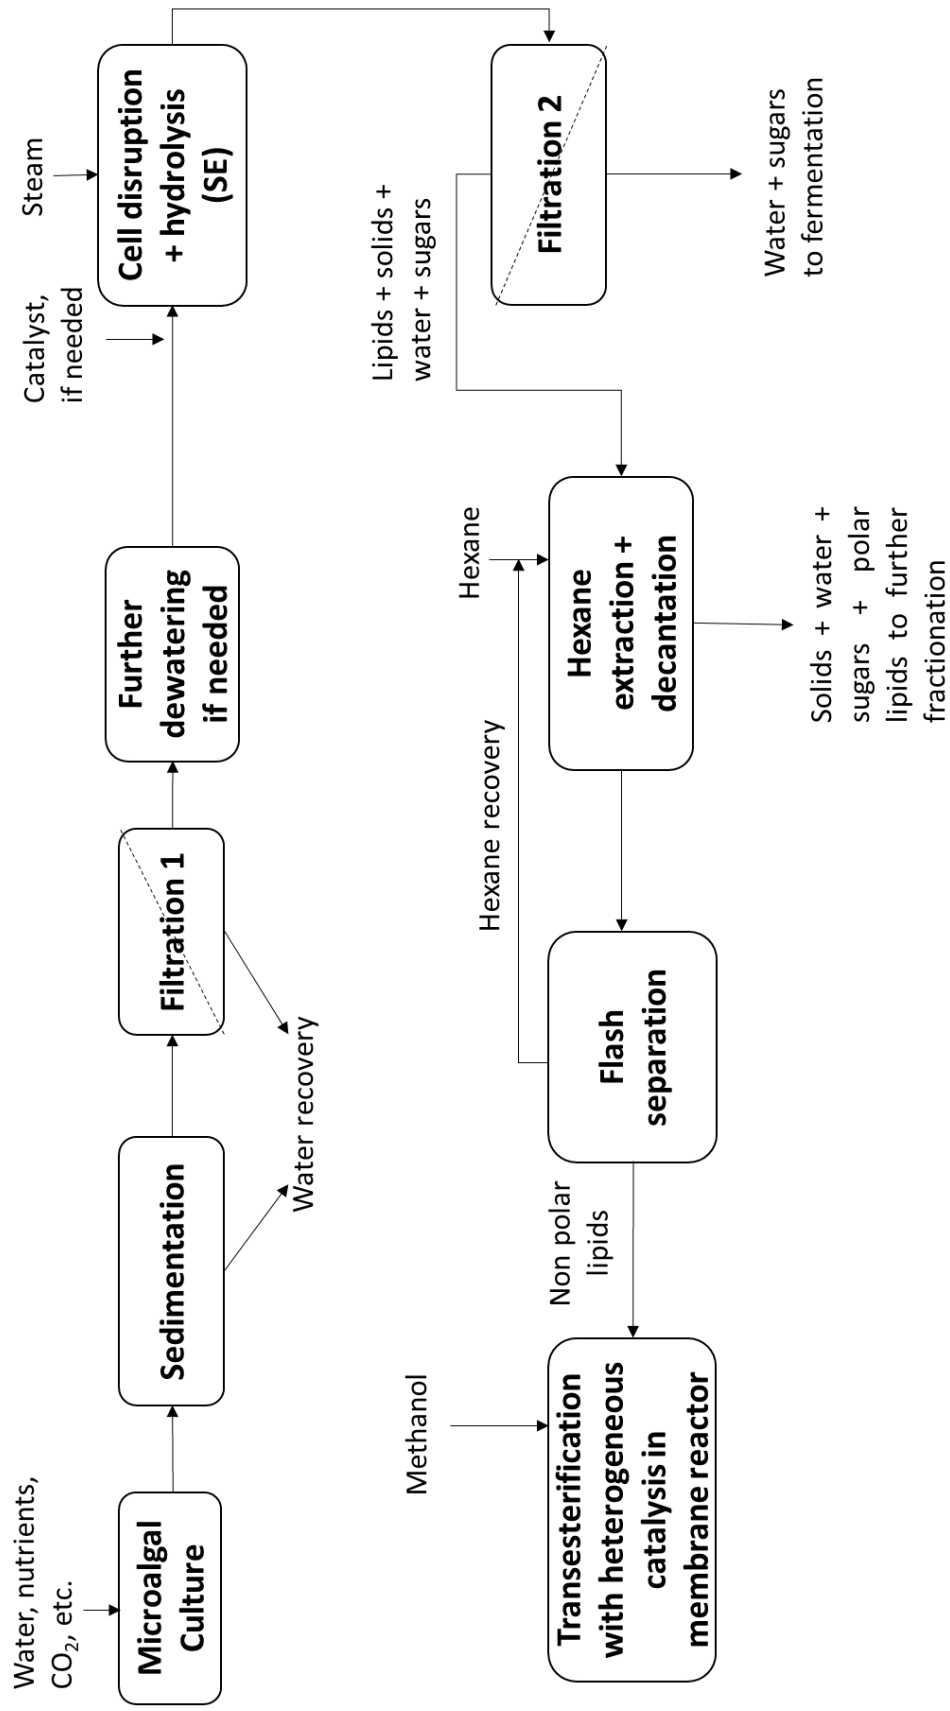 Water, nutrients,
CO₂, etc.
Microalgal
Culture
Sedimentation
Filtration 1
Water recovery
Further
dewatering
if needed
Catalyst,
if needed
Steam
Cell disruption
+ hydrolysis
(SE)
Filtration 2
Water + sugars
to fermentation
Lipids + solids +
water + sugars
Hexane
Hexane
extraction +
decantation
Solids + water +
sugars + polar
lipids to further
fractionation
Hexane recovery
Flash
separation
Non polar
lipids
Methanol
Transesterification
with heterogeneous
catalysis in
membrane reactor